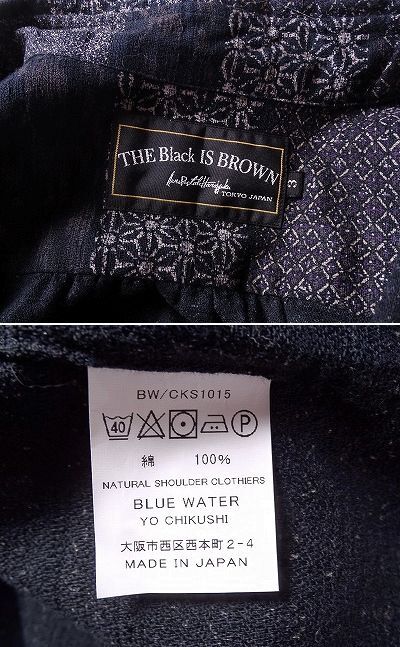 THE Black IS BROWN
TOKYO JAPAN
3
BW/CKS1015
40 P
綿 100%
NATURAL SHOULDER CLOTHIERS
BLUE WATER
YO CHIKUSHI
大阪市西区西本町2-4
MADE IN JAPAN